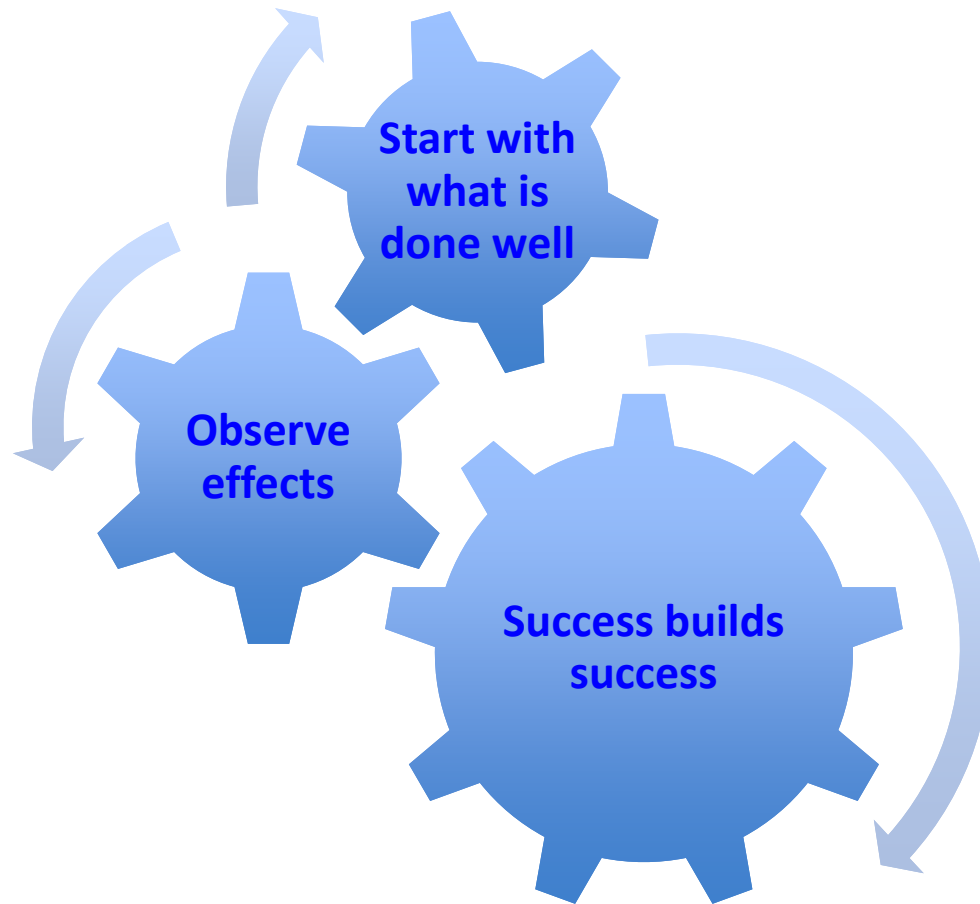 Start with
what is
done well
Observe
effects
Success builds
success